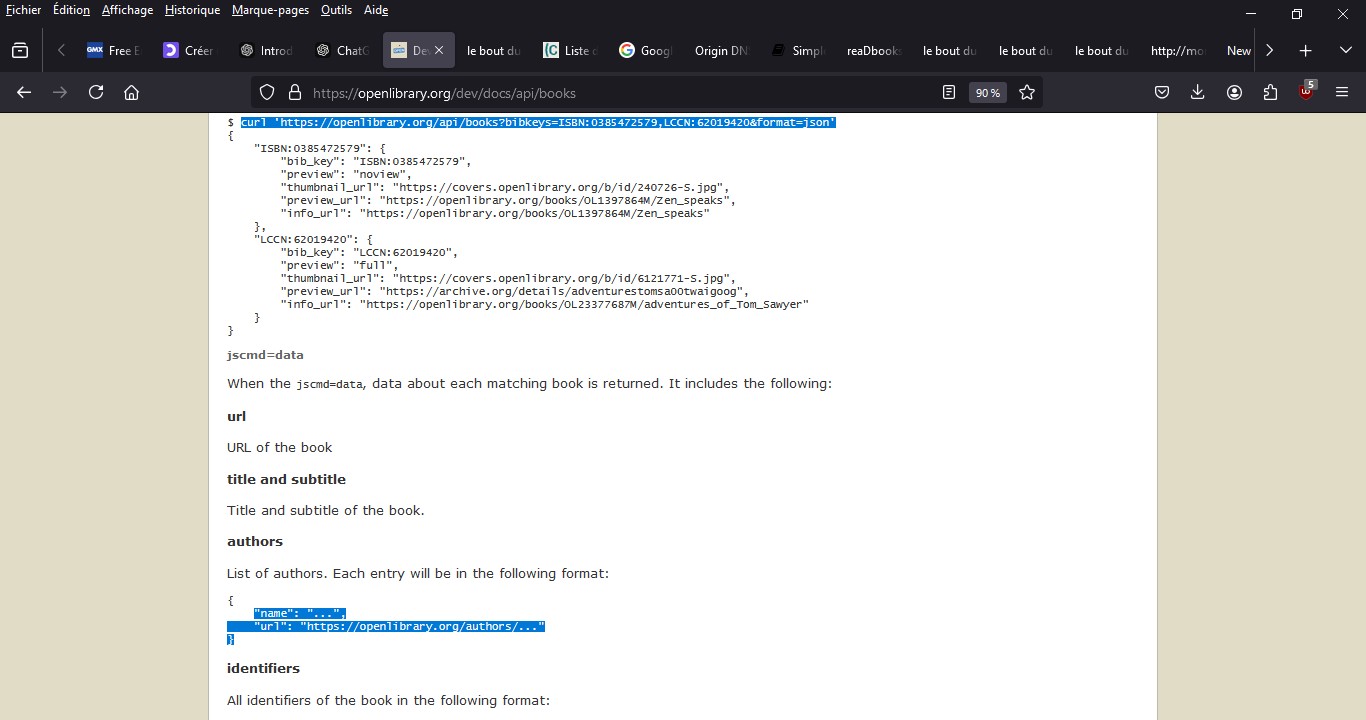 Fichier Édition Affichage Historique Marque-pages Outils Aide
GMX Free E Créer Introd ChatG Dev le bout du Liste d Googl Origin DN Simpl reaDbooks le bout du le bout du le bout du http://mo New
https://openlibrary.org/dev/docs/api/books 90 % 5
$ curl 'https://openlibrary.org/api/books?bibkeys=ISBN:0385472579,LCCN:62019420&format=json'
{
"ISBN:0385472579": {
"bib_key": "ISBN:0385472579",
"preview": "noview",
"thumbnail_url": "https://covers.openlibrary.org/b/id/240726-S.jpg",
"preview_url": "https://openlibrary.org/books/OL1397864M/Zen_speaks",
"info_url": "https://openlibrary.org/books/OL1397864M/Zen_speaks"
},
"LCCN:62019420": {
"bib_key": "LCCN:62019420",
"preview": "full",
"thumbnail_url": "https://covers.openlibrary.org/b/id/6121771-S.jpg",
"preview_url": "https://archive.org/details/adventurestomsa00twaigoog",
"info_url": "https://openlibrary.org/books/OL23377687M/adventures_of_Tom_Sawyer"
}
}
jscmd=data
When the jscmd=data, data about each matching book is returned. It includes the following:
url
URL of the book
title and subtitle
Title and subtitle of the book.
authors
List of authors. Each entry will be in the following format:
{
"name": "...",
"url": "https://openlibrary.org/authors/..."
}
identifiers
All identifiers of the book in the following format: